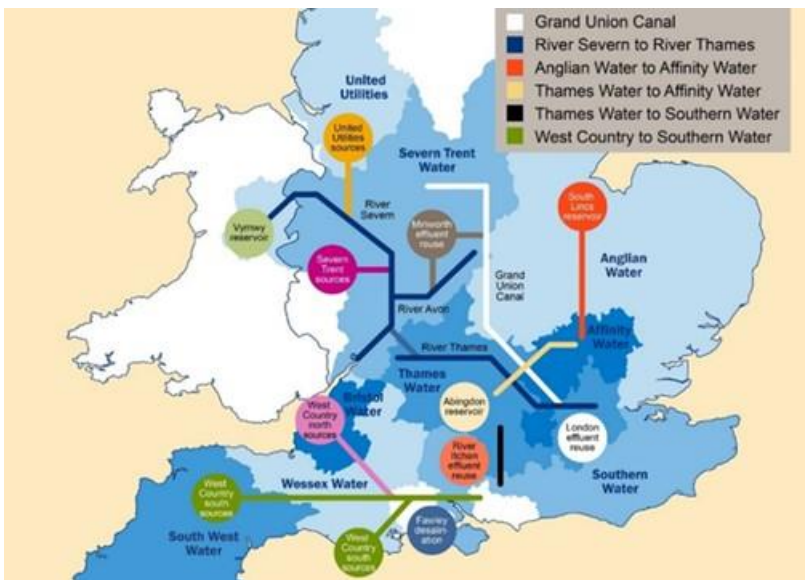 Grand Union Canal
River Severn to River Thames
Anglian Water to Affinity Water
Thames Water to Affinity Water
Thames Water to Southern Water
West Country to Southern Water
United
Utilities
United
Utilities
sources
Severn Trent
Water
South
Lincs
reservoir
River
Severn
Vyrnwy
reservoir
Minworth
effluent
reuse
Severn
Trent
sources
Anglian
Water
Grand
Union
Canal
River Avon
Affinity
Water
River Thames
Thames
Water
Bristol
Water
Abingdon
reservoir
West
Country
north
sources
London
effluent
reuse
River
Itchen
effluent
reuse
Southern
Water
Wessex Water
West
Country
south
sources
South West
Water
West
Country
south
sources
Fawley
desalin-
ation